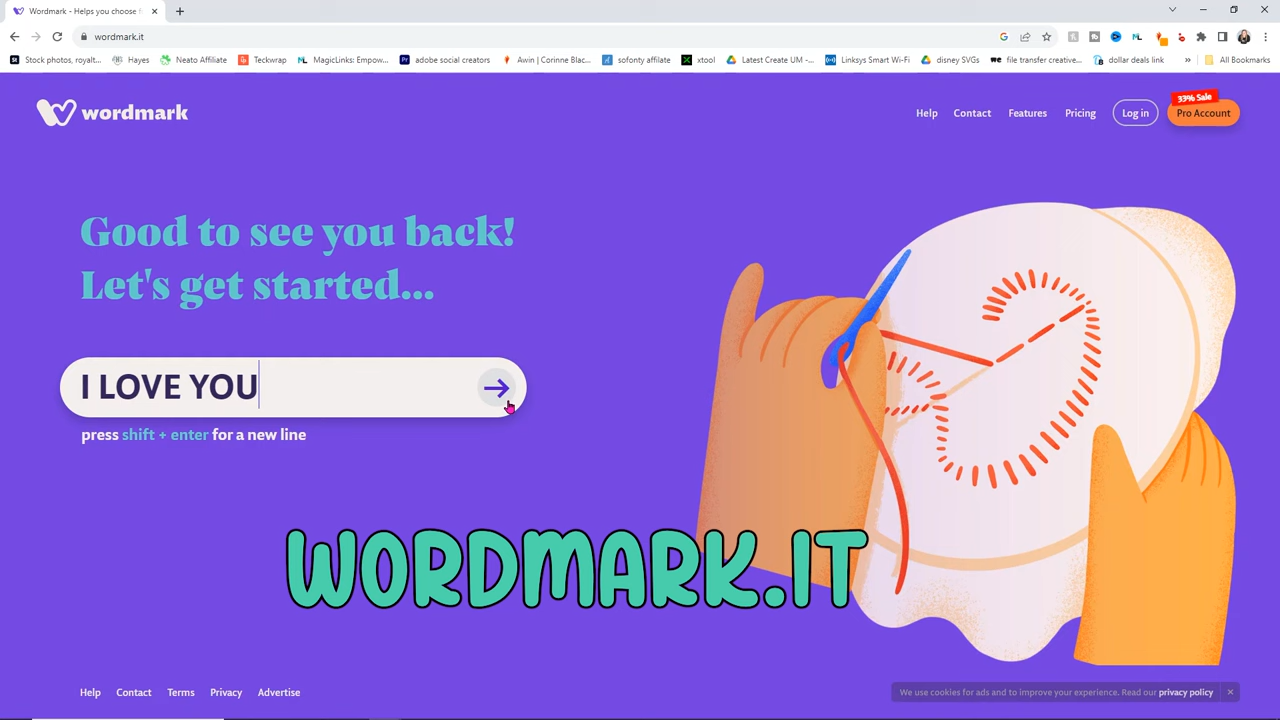 Wordmark - Helps you choose f
wordmark.it
Stock photos, royalt... Hayes Neato Affiliate Teckwrap MagicLinks: Empow... adobe social creators Awin | Corinne Blac... sofonty affilate xtool Latest Create UM -... Linksys Smart Wi-Fi disney SVGs file transfer creative... dollar deals link » All Bookmarks
wordmark
Help Contact Features Pricing Log in 33% Sale Pro Account
Good to see you back!
Let's get started...
I LOVE YOU
press shift + enter for a new line
WORDMARK.IT
Help Contact Terms Privacy Advertise
We use cookies for ads and to improve your experience. Read our privacy policy